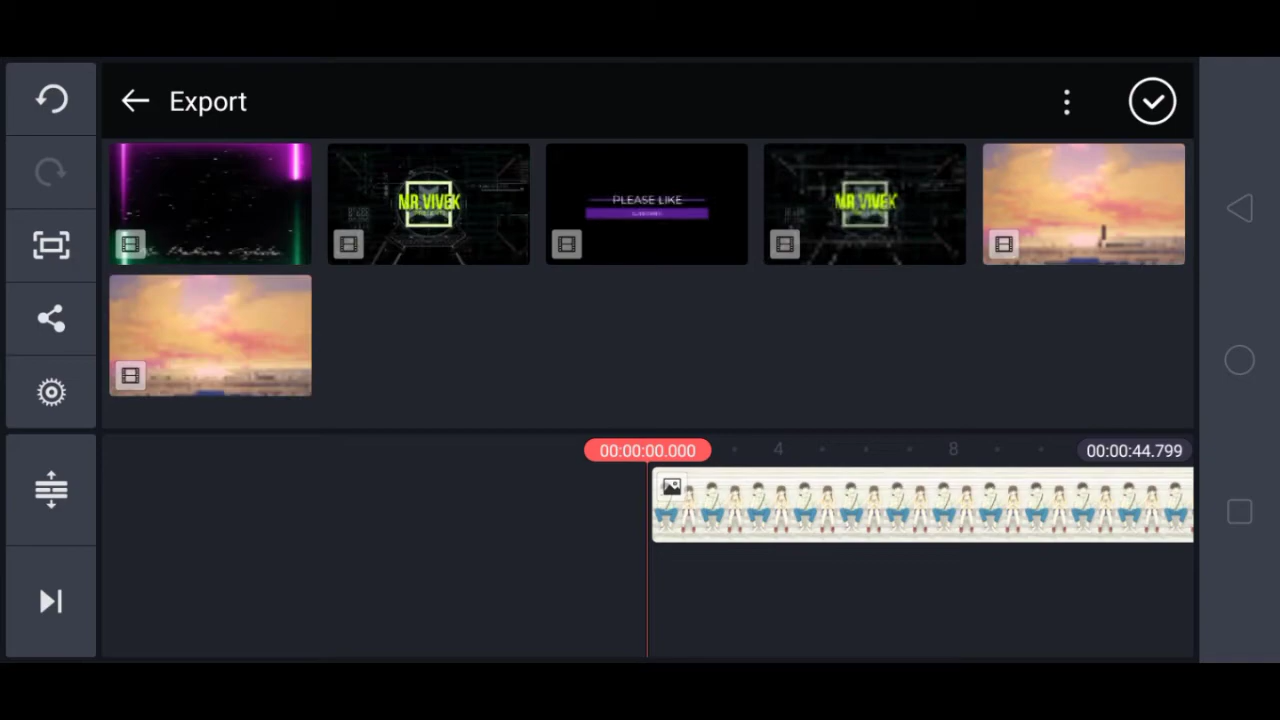 Export
MR.VIVEK
PLEASE LIKE
MR.VIVEK
00:00:00.000
4
8
00:00:44.799